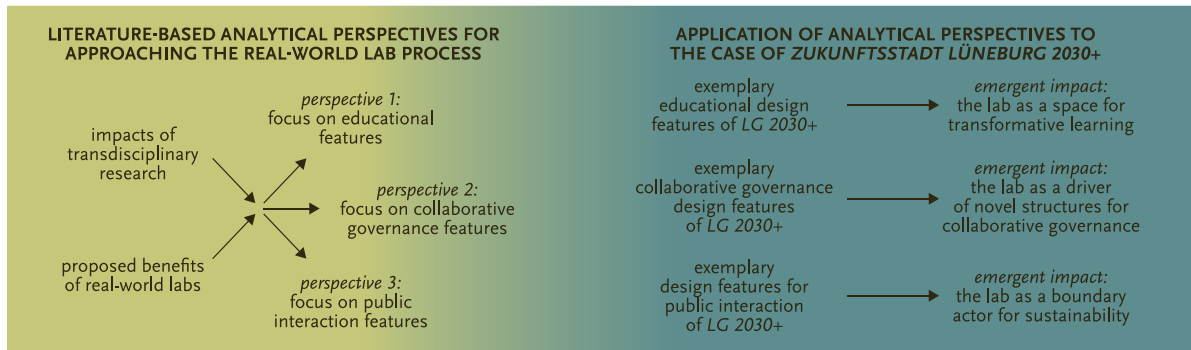 LITERATURE-BASED ANALYTICAL PERSPECTIVES FOR
APPROACHING THE REAL-WORLD LAB PROCESS
impacts of
transdisciplinary
research
proposed benefits
of real-world labs
perspective 1:
focus on educational
features
perspective 2:
focus on collaborative
governance features
perspective 3:
focus on public
interaction features
APPLICATION OF ANALYTICAL PERSPECTIVES TO
THE CASE OF ZUKUNFTSSTADT LÜNEBURG 2030+
exemplary
educational design
features of LG 2030+
emergent impact:
the lab as a space for
transformative learning
exemplary
collaborative governance
design features
of LG 2030+
emergent impact:
the lab as a driver
of novel structures for
collaborative governance
exemplary
design features for
public interaction
of LG 2030+
emergent impact:
the lab as a boundary
actor for sustainability